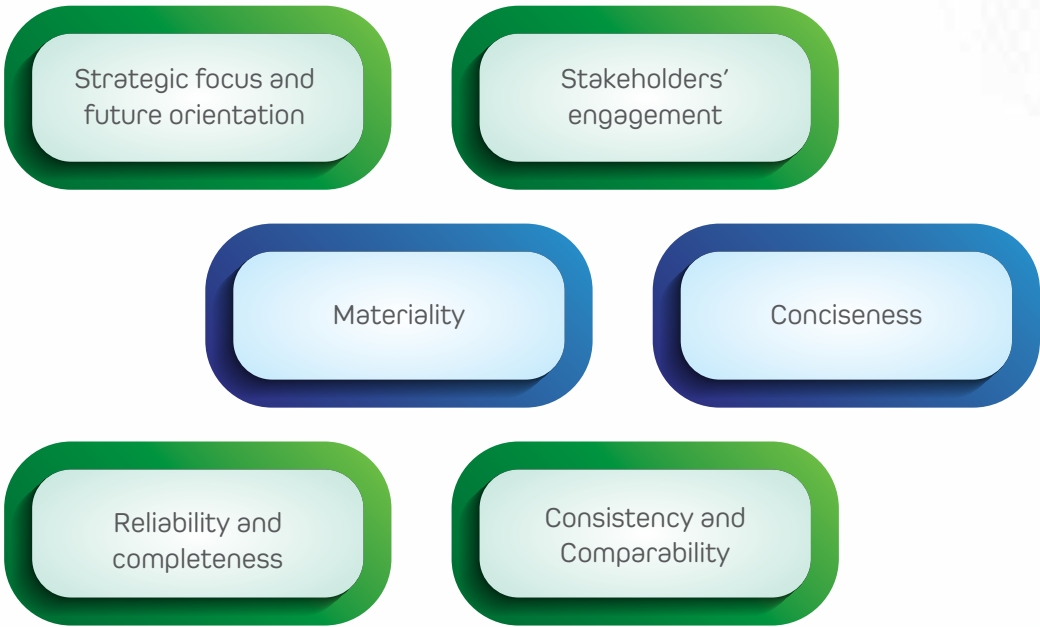 Strategic focus and
future orientation
Stakeholders’
engagement
Materiality
Conciseness
Reliability and
completeness
Consistency and
Comparability